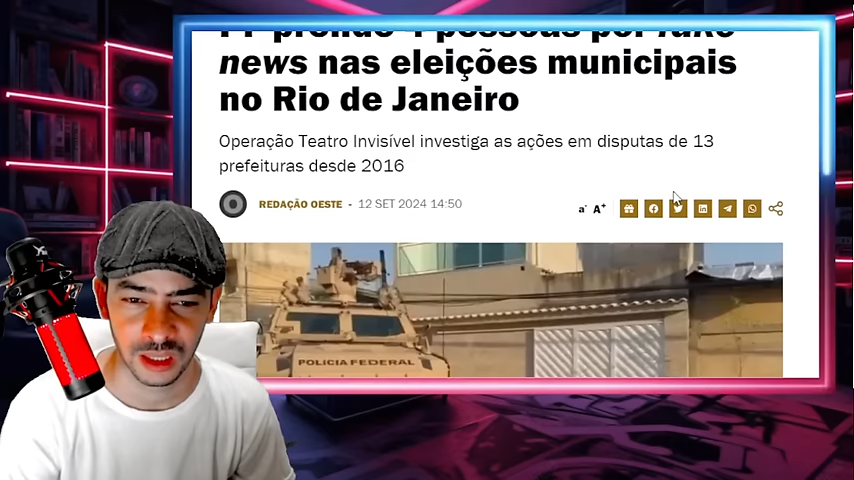 news nas eleições municipais
no Rio de Janeiro
Operação Teatro Invisível investiga as ações em disputas de 13
prefeituras desde 2016
REDAÇÃO OESTE - 12 SET 2024 14:50
a- A+
POLÍCIA FEDERAL